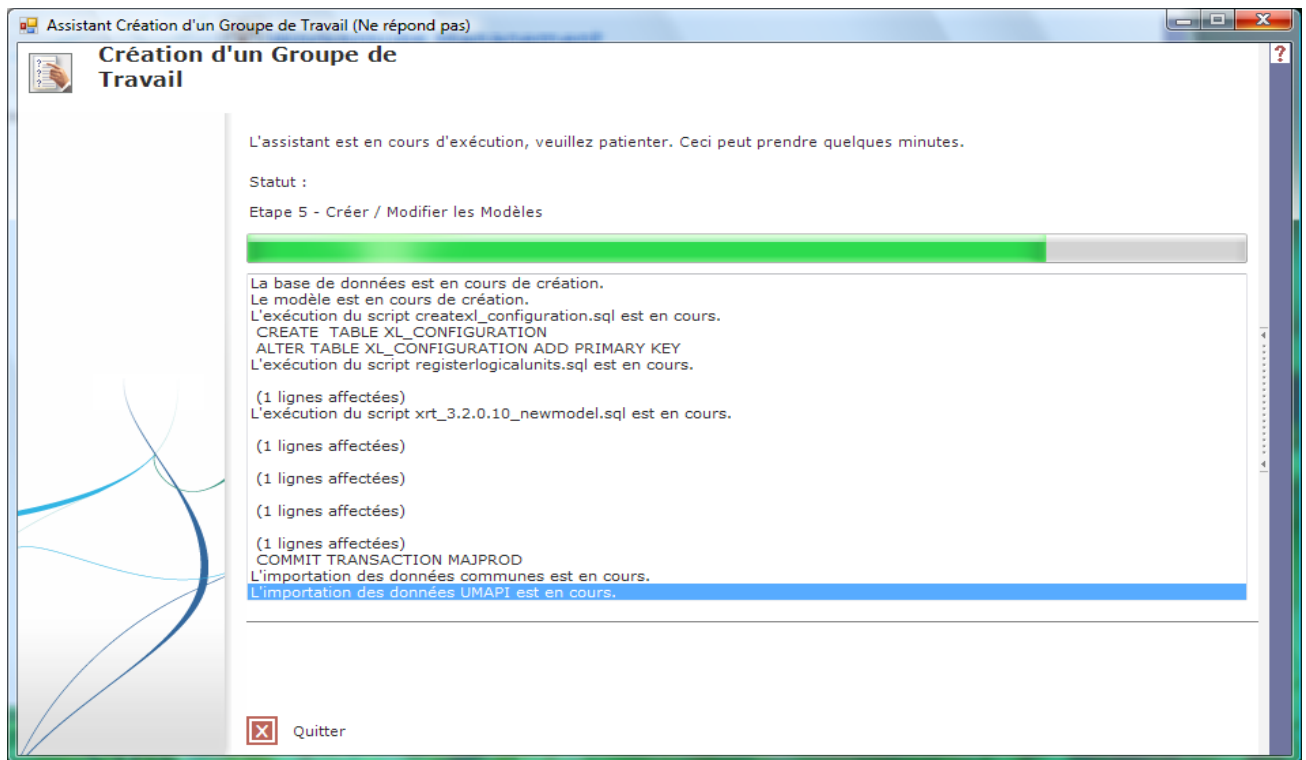 Assistant Création d'un Groupe de Travail (Ne répond pas)
Création d'un Groupe de
Travail
?
L'assistant est en cours d'exécution, veuillez patienter. Ceci peut prendre quelques minutes.
Statut :
Etape 5 - Créer / Modifier les Modèles
La base de données est en cours de création.
Le modèle est en cours de création.
L'exécution du script createxl_configuration.sql est en cours.
CREATE TABLE XL_CONFIGURATION
ALTER TABLE XL_CONFIGURATION ADD PRIMARY KEY
L'exécution du script registerlogicalunits.sql est en cours.
(1 lignes affectées)
L'exécution du script xrt_3.2.0.10_newmodel.sql est en cours.
(1 lignes affectées)
(1 lignes affectées)
(1 lignes affectées)
(1 lignes affectées)
COMMIT TRANSACTION MAJPROD
L'importation des données communes est en cours.
L'importation des données UMAPI est en cours.
Quitter